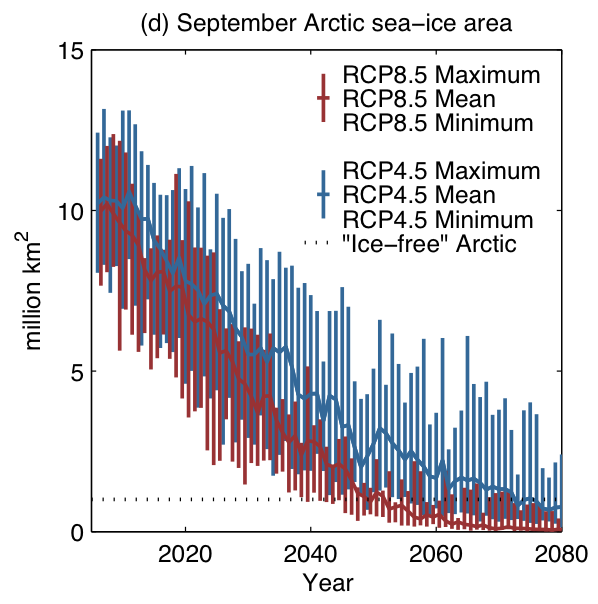 (d) September Arctic sea−ice area
15
10
5
0
million km²
RCP8.5 Maximum
RCP8.5 Mean
RCP8.5 Minimum
RCP4.5 Maximum
RCP4.5 Mean
RCP4.5 Minimum
"Ice−free" Arctic
2020 2040 2060 2080
Year